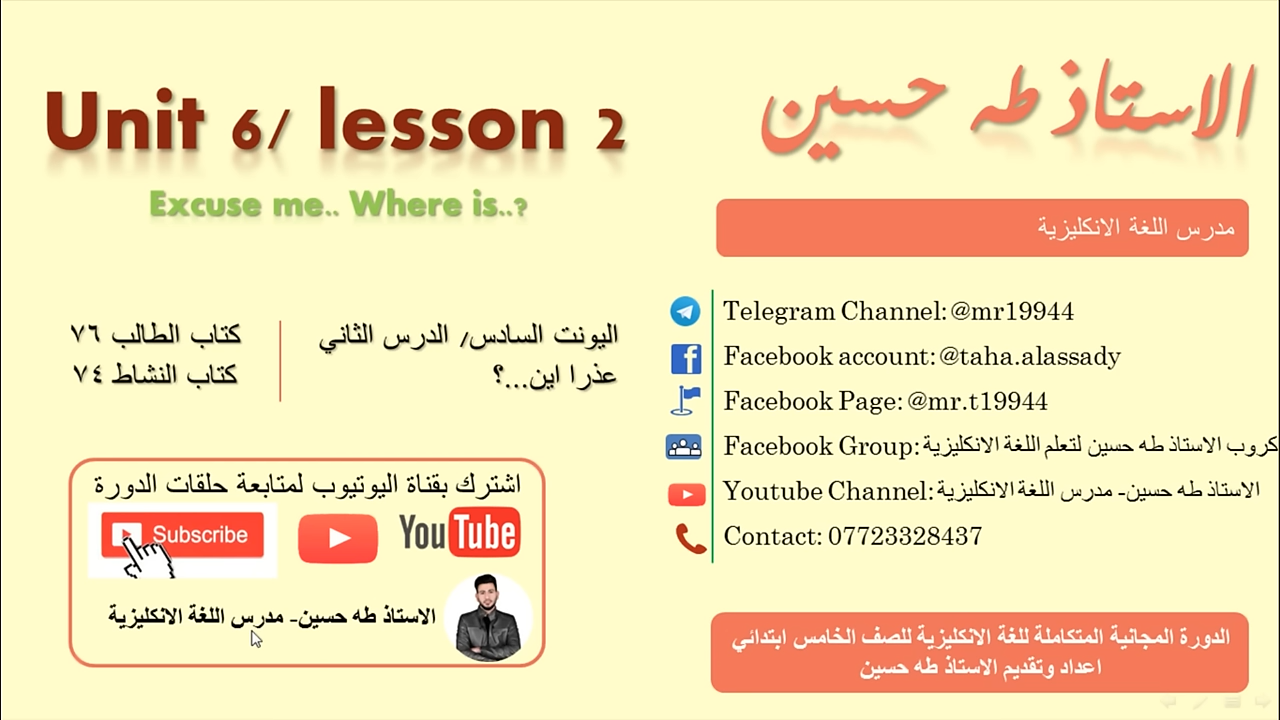 Unit 6/ lesson 2
Excuse me.. Where is..?
اليونت السادس/ الدرس الثاني
عذرا اين...؟
كتاب الطالب ٧٦
كتاب النشاط ٧٤
اشترك بقناة اليوتيوب لمتابعة حلقات الدورة
Subscribe
YouTube
الاستاذ طه حسين- مدرس اللغة الانكليزية
الاستاذ طه حسين
مدرس اللغة الانكليزية
Telegram Channel: @mr19944
Facebook account: @taha.alassady
Facebook Page: @mr.t19944
Facebook Group: كروب الاستاذ طه حسين لتعلم اللغة الانكليزية
Youtube Channel: الاستاذ طه حسين- مدرس اللغة الانكليزية
Contact: 07723328437
الدورة المجانية المتكاملة للغة الانكليزية للصف الخامس ابتدائي
اعداد وتقديم الاستاذ طه حسين